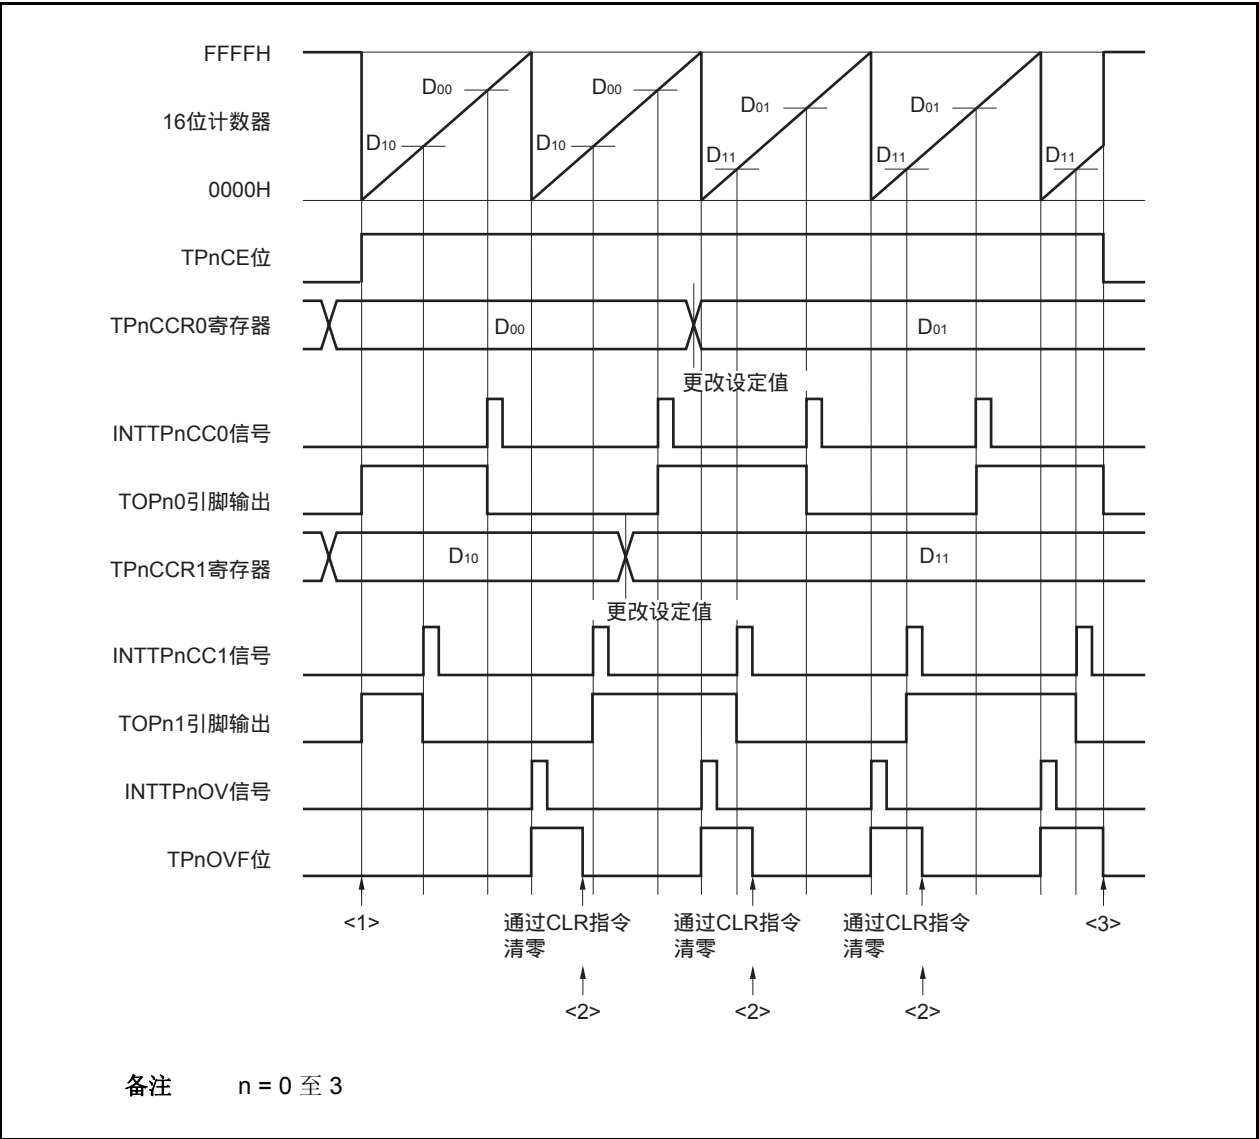 FFFFH
D00
D00
D01
D01
16位计数器
D10
D10
D11
D11
D11
0000H
TPnCE位
TPnCCR0寄存器
D00
D01
更改设定值
INTTPnCC0信号
TOPn0引脚输出
TPnCCR1寄存器
D10
D11
更改设定值
INTTPnCC1信号
TOPn1引脚输出
INTTPnOV信号
TPnOVF位
<1>
通过CLR指令
清零
通过CLR指令
清零
通过CLR指令
清零
<3>
<2>
<2>
<2>
备注 n = 0 至 3